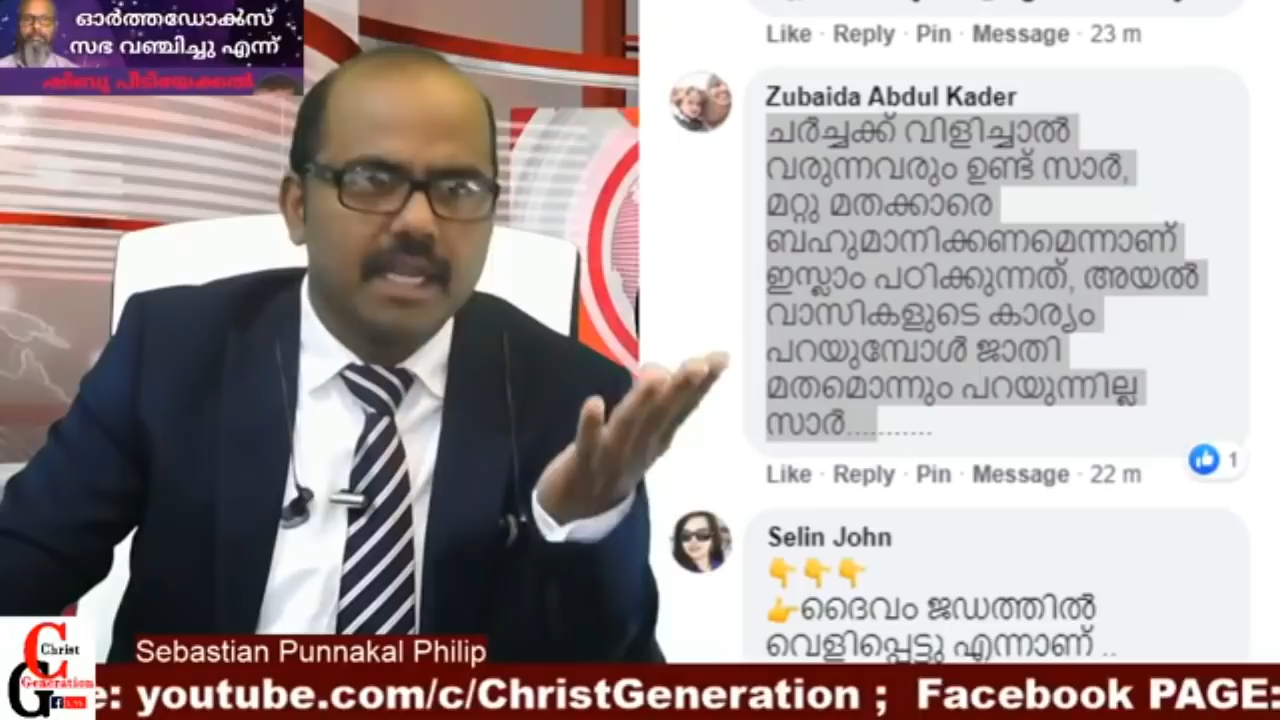 ഓർത്തഡോക്സ്
സഭ വഞ്ചിച്ചു എന്ന്
ഷിബു പീടിയേക്കൽ
Like · Reply · Pin · Message · 23 m
Zubaida Abdul Kader
ചർച്ചക്ക് വിളിച്ചാൽ
വരുന്നവരും ഉണ്ട് സാർ,
മറ്റു മതക്കാരെ
ബഹുമാനിക്കണമെന്നാണ്
ഇസ്ലാം പഠിക്കുന്നത്, അയൽ
വാസികളുടെ കാര്യം
പറയുമ്പോൾ ജാതി
മതമൊന്നും പറയുന്നില്ല
സാർ...........
1
Like · Reply · Pin · Message · 22 m
Selin John
👇👇👇
👉ദൈവം ജഡത്തിൽ
വെളിപ്പെട്ടു എന്നാണ് ..
Sebastian Punnakal Philip
C Christ
G Generation
LIVE
e: youtube.com/c/ChristGeneration ; Facebook PAGE: